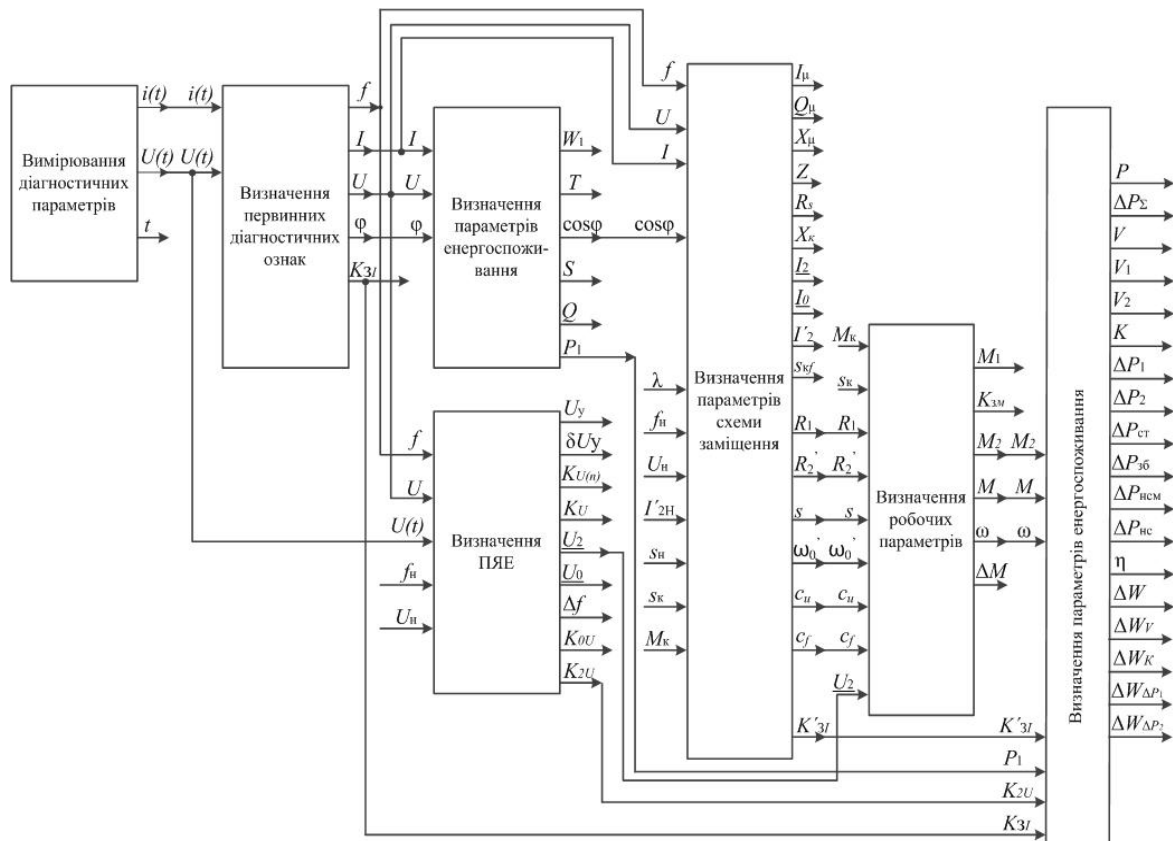 Вимірювання
діагностичних
параметрів
i(t)
U(t)
t
i(t)
U(t)
Визначення
первинних
діагностичних
ознак
f
I
U
φ
KзI
I
U
φ
Визначення
параметрів
енергоспожи-
вання
W1
T
cosφ
S
Q
P1
f
U
U(t)
fн
Uн
Визначення
ПЯЕ
Uу
δUу
KU(n)
KU
U2
U0
Δf
K0U
K2U
f
U
I
cosφ
λ
fн
Uн
I′2Н
sн
sк
Mк
Визначення
параметрів
схеми
заміщення
Iμ
Qμ
Xμ
Z
Rs
Xк
I2
I0
I′2
sкf
R1
R2'
s
ω0'
cu
cf
K′зI
Mк
sк
R1
R2'
s
ω0'
cu
cf
U2
Визначення
робочих
параметрів
M1
Kзм
M2
M
ω
ΔM
M2
M
ω
K′зI
P1
K2U
KзI
Визначення параметрів енергоспоживання
P
ΔPΣ
V
V1
V2
K
ΔP1
ΔP2
ΔPст
ΔPзб
ΔPнсм
ΔPнс
η
ΔW
ΔWV
ΔWK
ΔWΔP1
ΔWΔP2